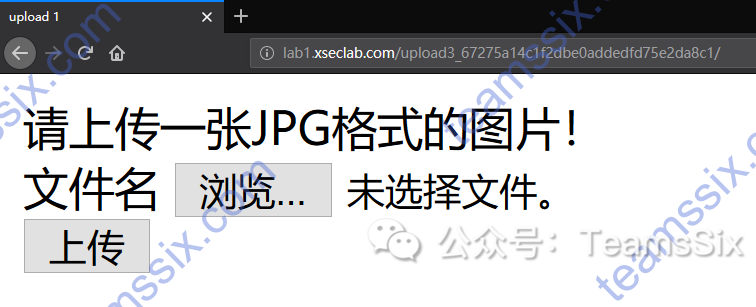 upload 1
lab1.xseclab.com/upload3_67275a14c1f2dbe0addedfd75e2da8c1/
请上传一张JPG格式的图片！
文件名 浏览... 未选择文件。
上传
公众号：TeamsSix
teamssix.com
teamssix.com
teamssix.com
teamssix